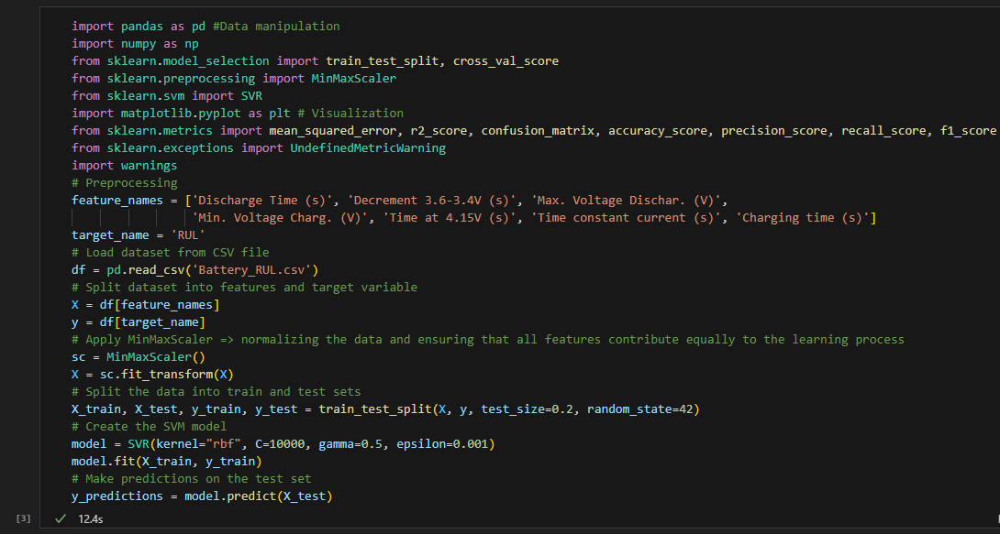 import pandas as pd #Data manipulation
import numpy as np
from sklearn.model_selection import train_test_split, cross_val_score
from sklearn.preprocessing import MinMaxScaler
from sklearn.svm import SVR
import matplotlib.pyplot as plt # Visualization
from sklearn.metrics import mean_squared_error, r2_score, confusion_matrix, accuracy_score, precision_score, recall_score, f1_score
from sklearn.exceptions import UndefinedMetricWarning
import warnings
# Preprocessing
feature_names = ['Discharge Time (s)', 'Decrement 3.6-3.4V (s)', 'Max. Voltage Dischar. (V)',
                 'Min. Voltage Charg. (V)', 'Time at 4.15V (s)', 'Time constant current (s)', 'Charging time (s)']
target_name = 'RUL'
# Load dataset from CSV file
df = pd.read_csv('Battery_RUL.csv')
# Split dataset into features and target variable
X = df[feature_names]
y = df[target_name]
# Apply MinMaxScaler => normalizing the data and ensuring that all features contribute equally to the learning process
sc = MinMaxScaler()
X = sc.fit_transform(X)
# Split the data into train and test sets
X_train, X_test, y_train, y_test = train_test_split(X, y, test_size=0.2, random_state=42)
# Create the SVM model
model = SVR(kernel="rbf", C=10000, gamma=0.5, epsilon=0.001)
model.fit(X_train, y_train)
# Make predictions on the test set
y_predictions = model.predict(X_test)
[3] ✓ 12.4s